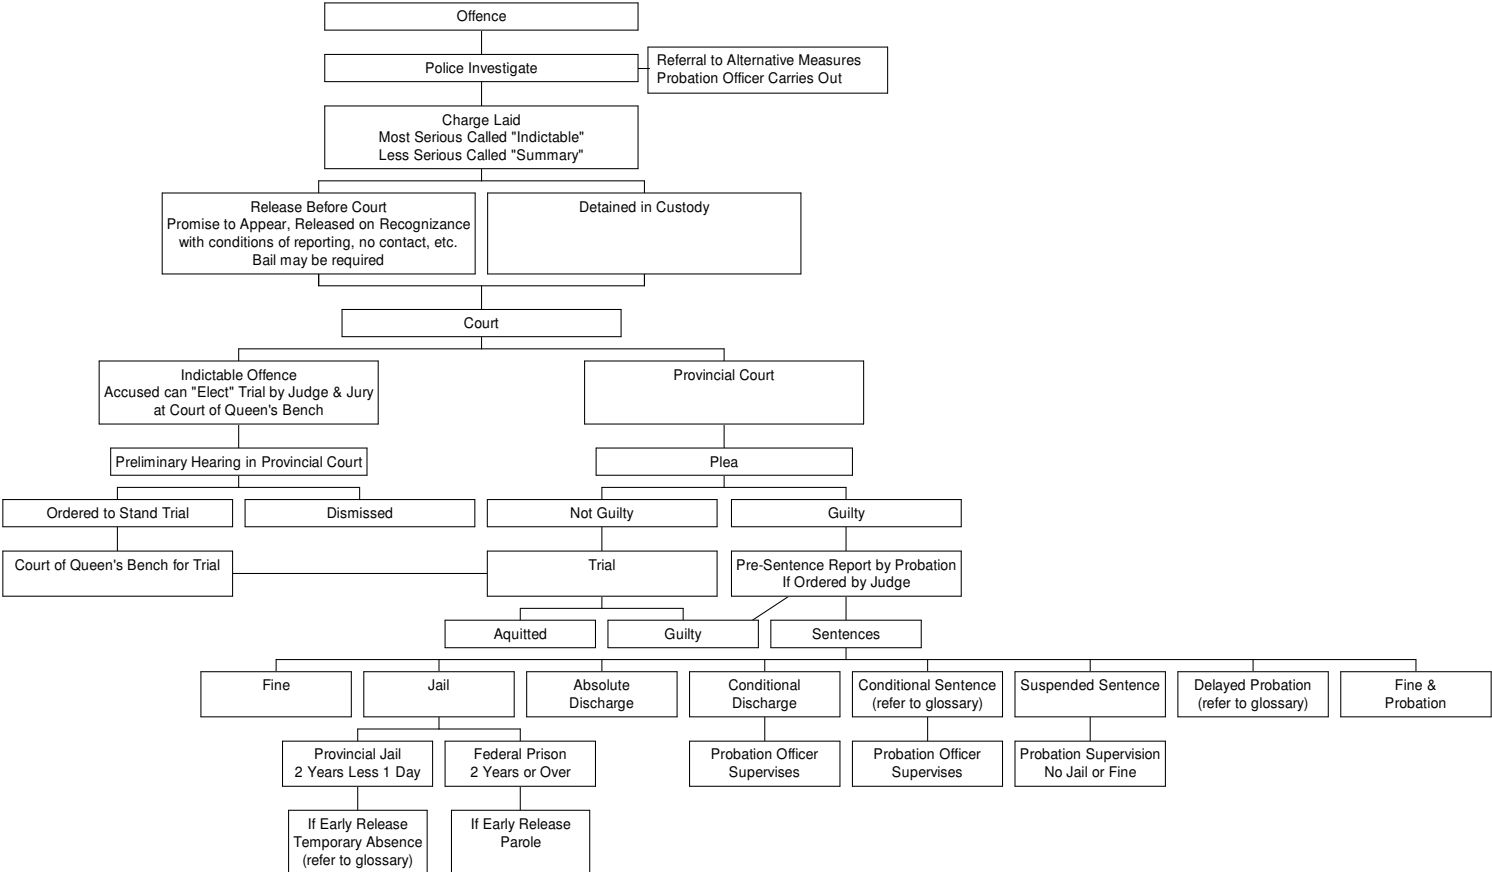 Offence
Police Investigate
Referral to Alternative Measures
Probation Officer Carries Out
Charge Laid
Most Serious Called "Indictable"
Less Serious Called "Summary"
Release Before Court
Promise to Appear, Released on Recognizance
with conditions of reporting, no contact, etc.
Bail may be required
Detained in Custody
Court
Indictable Offence
Accused can "Elect" Trial by Judge & Jury
at Court of Queen's Bench
Provincial Court
Preliminary Hearing in Provincial Court
Plea
Ordered to Stand Trial
Dismissed
Not Guilty
Guilty
Court of Queen's Bench for Trial
Trial
Pre-Sentence Report by Probation
If Ordered by Judge
Aquitted
Guilty
Sentences
Fine
Jail
Absolute
Discharge
Conditional
Discharge
Conditional Sentence
(refer to glossary)
Suspended Sentence
Delayed Probation
(refer to glossary)
Fine &
Probation
Provincial Jail
2 Years Less 1 Day
Federal Prison
2 Years or Over
Probation Officer
Supervises
Probation Officer
Supervises
Probation Supervision
No Jail or Fine
If Early Release
Temporary Absence
(refer to glossary)
If Early Release
Parole